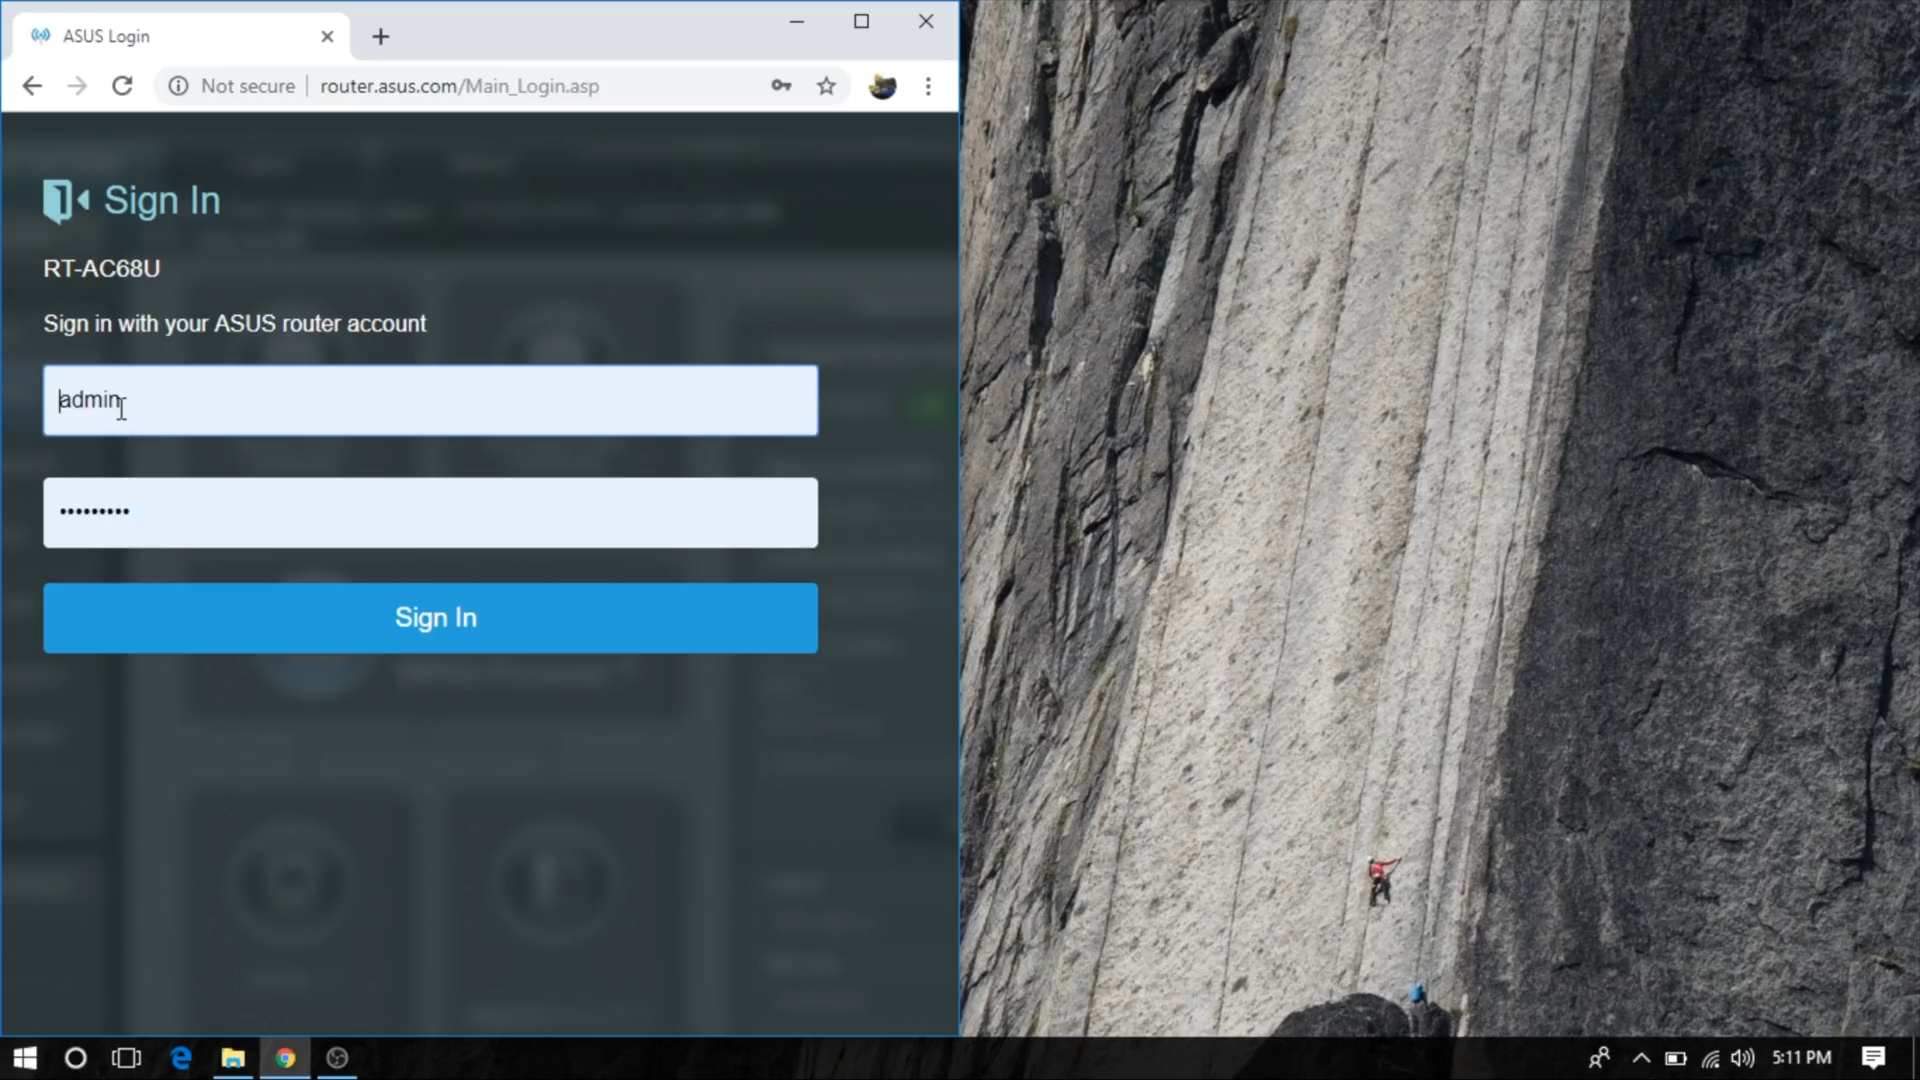 ASUS Login
Not secure
router.asus.com/Main_Login.asp
Sign In
RT-AC68U
Sign in with your ASUS router account
admin
•••••••••
Sign In
5:11 PM